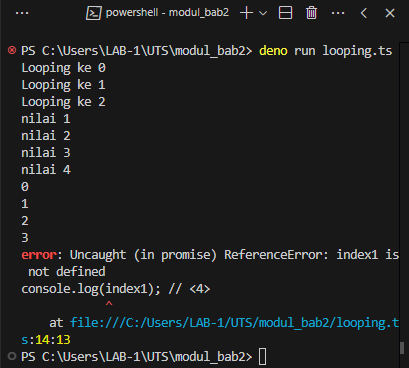 powershell - modul_bab2
PS C:\Users\LAB-1\UTS\modul_bab2> deno run looping.ts
Looping ke 0
Looping ke 1
Looping ke 2
nilai 1
nilai 2
nilai 3
nilai 4
0
1
2
3
error: Uncaught (in promise) ReferenceError: index1 is
not defined
console.log(index1); // <4>
^
at file:///C:/Users/LAB-1/UTS/modul_bab2/looping.t
s:14:13
PS C:\Users\LAB-1\UTS\modul_bab2>